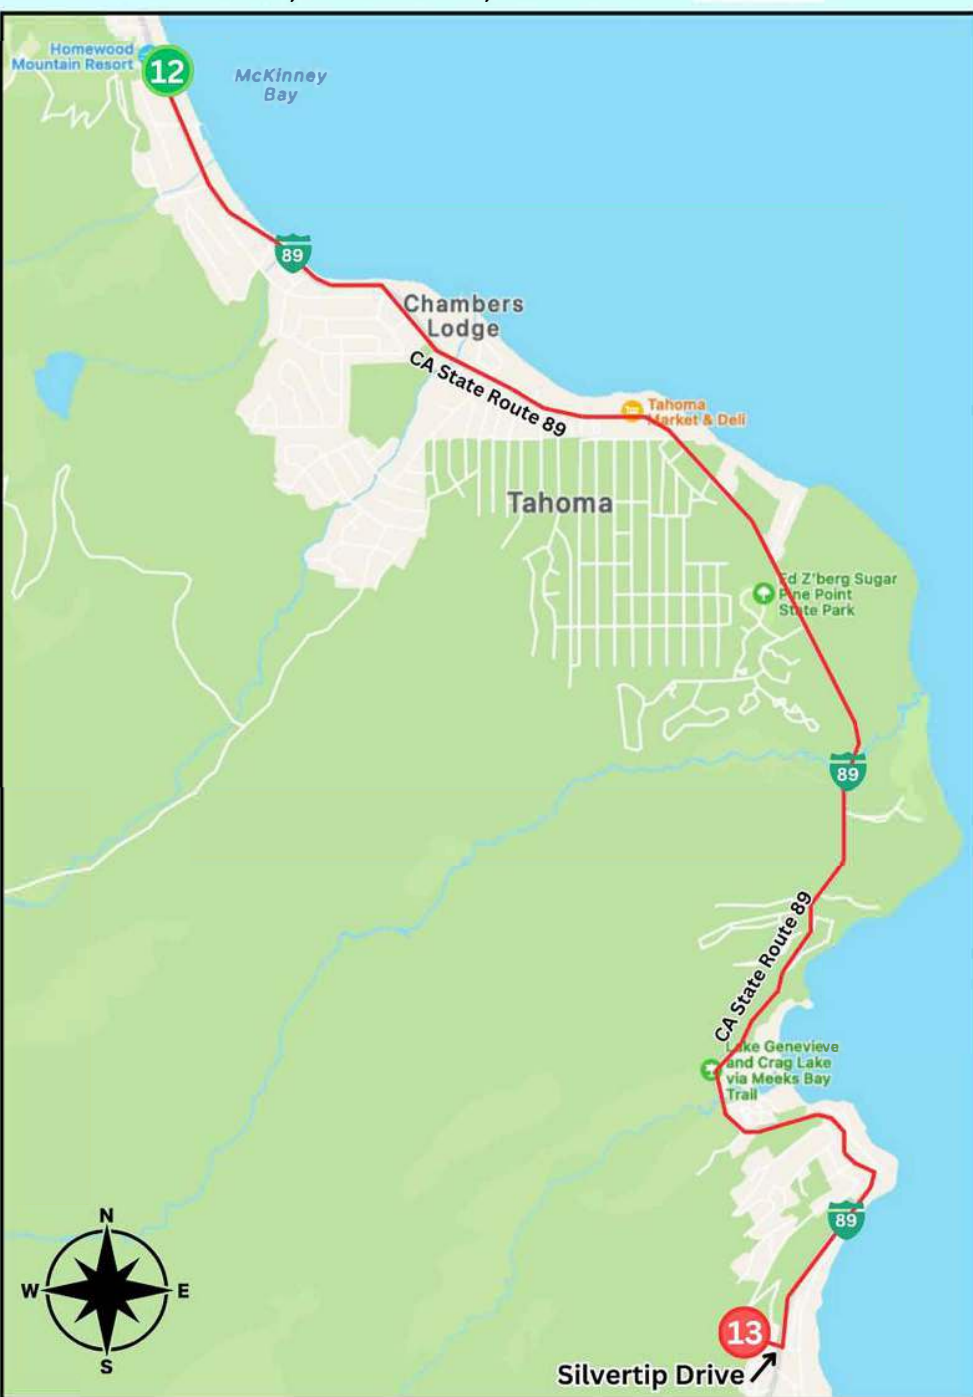 Homewood
Mountain Resort
12
McKinney
Bay
89
Chambers
Lodge
CA State Route 89
Tahoma
Market & Deli
Tahoma
Ed Z'berg Sugar
Pine Point
State Park
89
CA State Route 89
Lake Genevieve
and Crag Lake
via Meeks Bay
Trail
N
W
E
S
89
13
Silvertip Drive